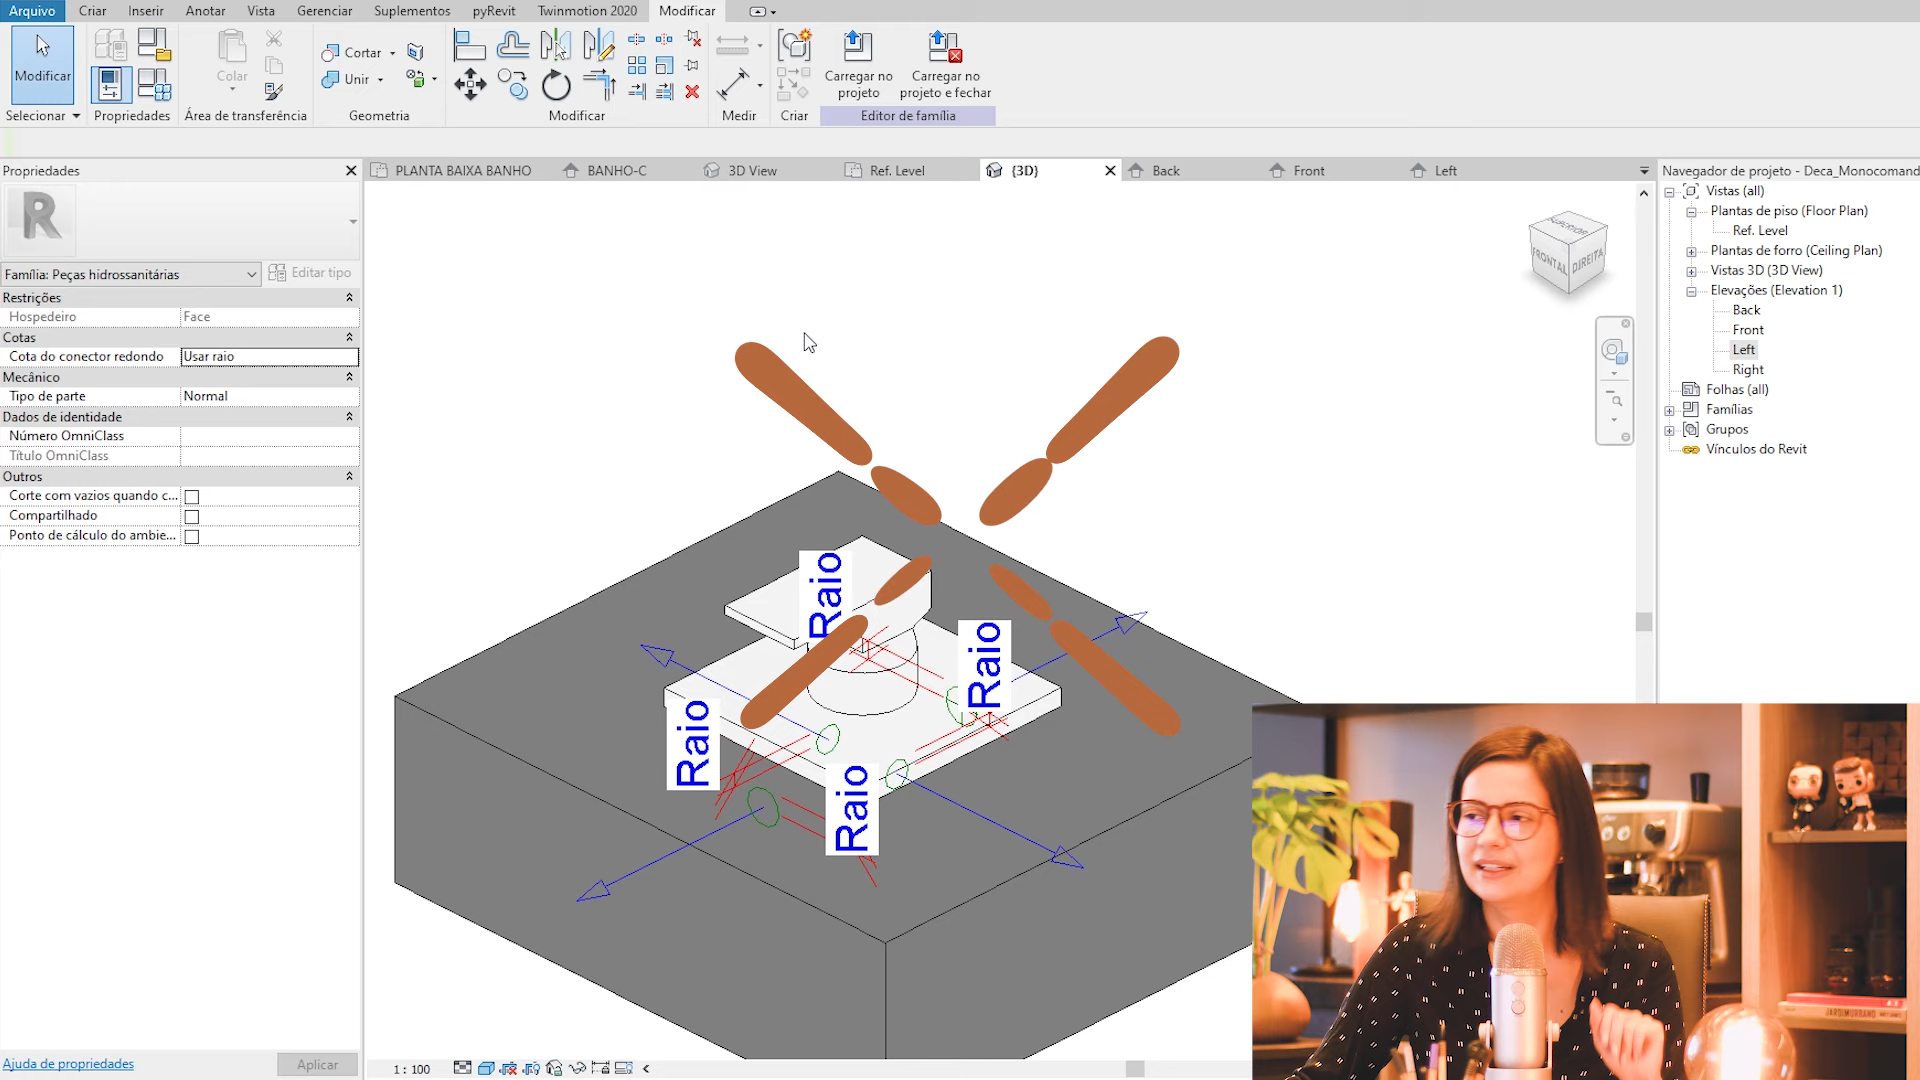 Arquivo Criar Inserir Anotar Vista Gerenciar Suplementos pyRevit Twinmotion 2020 Modificar
Modificar
Selecionar
Propriedades
Colar
Área de transferência
Cortar
Unir
Geometria
Modificar
Medir
Criar
Carregar no
projeto
Carregar no
projeto e fechar
Editor de família
Propriedades
R
Família: Peças hidrossanitárias
Editar tipo
Restrições
Hospedeiro Face
Cotas
Cota do conector redondo Usar raio
Mecânico
Tipo de parte Normal
Dados de identidade
Número OmniClass
Título OmniClass
Outros
Corte com vazios quando c...
Compartilhado
Ponto de cálculo do ambie...
Ajuda de propriedades
Aplicar
PLANTA BAIXA BANHO BANHO-C 3D View Ref. Level {3D} Back Front Left
SUPERIOR
FRONTAL
DIREITA
Raio
Raio
Raio
Raio
1 : 100
Navegador de projeto - Deca_Monocomand
Vistas (all)
Plantas de piso (Floor Plan)
Ref. Level
Plantas de forro (Ceiling Plan)
Vistas 3D (3D View)
Elevações (Elevation 1)
Back
Front
Left
Right
Folhas (all)
Famílias
Grupos
Vínculos do Revit
JARDIM URBANO